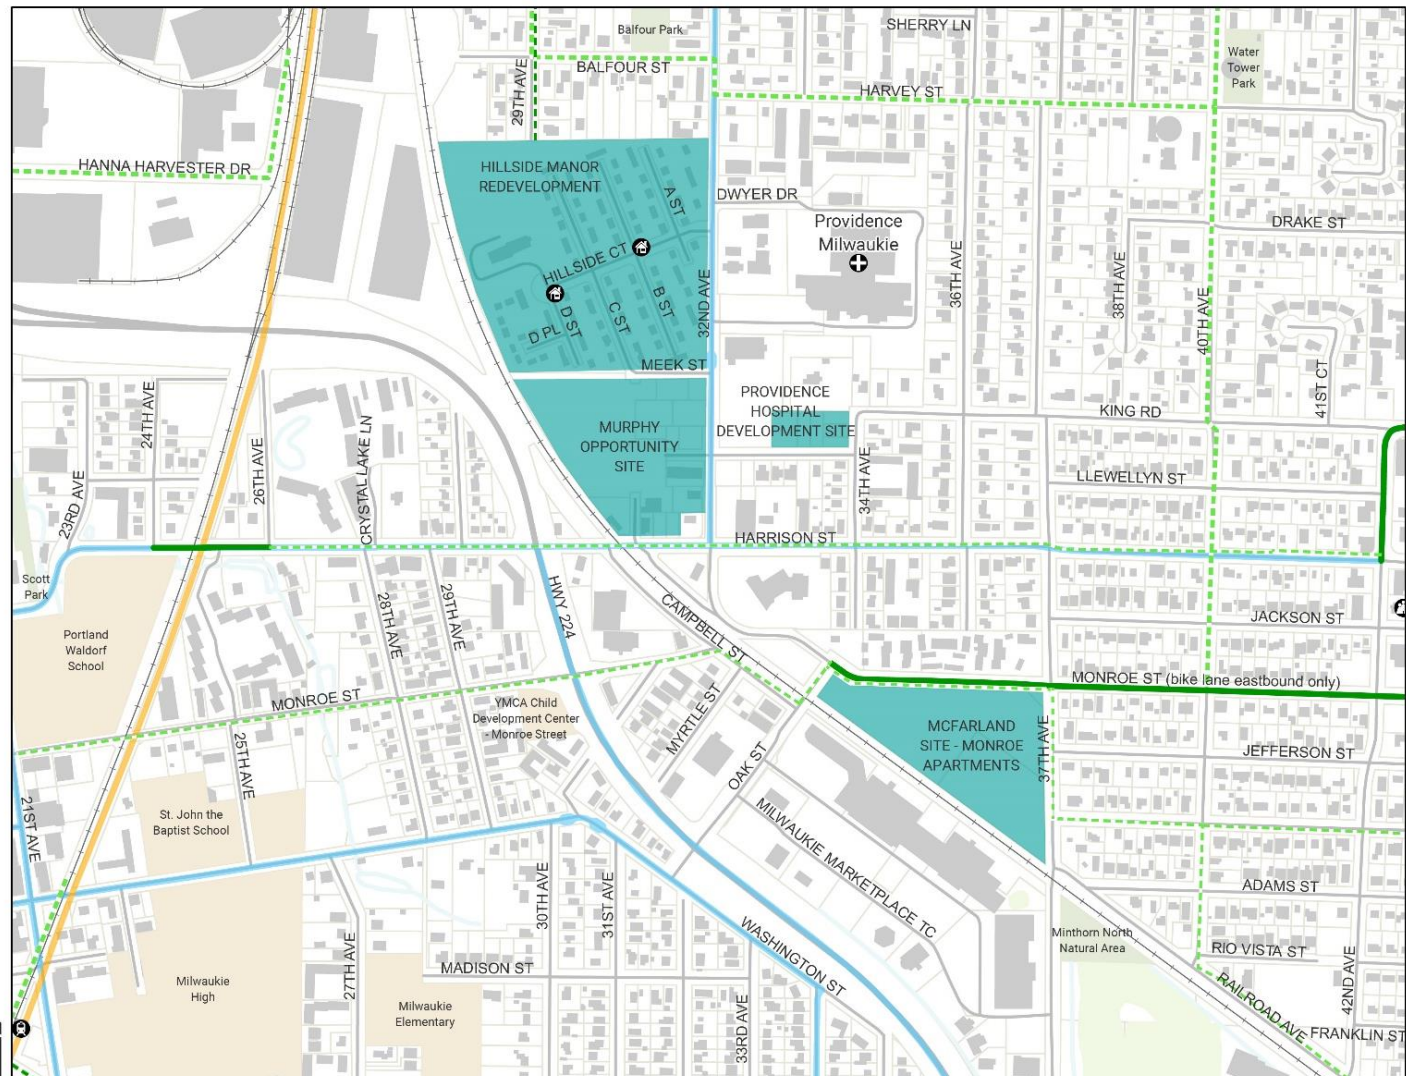 SHERRY LN
Balfour Park
BALFOUR ST
29TH AVE
Water
Tower
Park
HARVEY ST
HANNA HARVESTER DR
HILLSIDE MANOR
REDEVELOPMENT
A ST
DWYER DR
Providence
Milwaukie
DRAKE ST
HILLSIDE CT
B ST
C ST
D ST
D PL
32ND AVE
36TH AVE
38TH AVE
40TH AVE
MEEK ST
41ST CT
24TH AVE
26TH AVE
CRYSTAL LAKE LN
23RD AVE
MURPHY
OPPORTUNITY
SITE
PROVIDENCE
HOSPITAL
DEVELOPMENT SITE
KING RD
34TH AVE
LLEWELLYN ST
HARRISON ST
Scott
Park
Portland
Waldorf
School
28TH AVE
29TH AVE
HWY 224
CAMPBELL ST
JACKSON ST
MONROE ST
MONROE ST (bike lane eastbound only)
YMCA Child
Development Center
- Monroe Street
MYRTLE ST
OAK ST
MCFARLAND
SITE - MONROE
APARTMENTS
37TH AVE
JEFFERSON ST
25TH AVE
21ST AVE
St. John the
Baptist School
MILWAUKIE MARKETPLACE TC
ADAMS ST
30TH AVE
31ST AVE
WASHINGTON ST
Minthorn North
Natural Area
RIO VISTA ST
27TH AVE
MADISON ST
Milwaukie
High
Milwaukie
Elementary
33RD AVE
RAILROAD AVE
42ND AVE
FRANKLIN ST